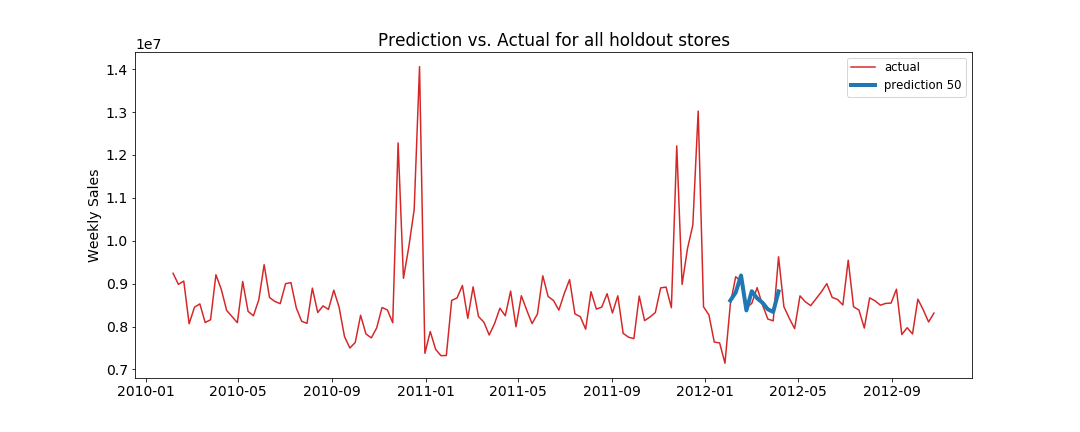 Prediction vs. Actual for all holdout stores
1e7
actual
prediction 50
1.4
1.3
1.2
1.1
1.0
0.9
0.8
0.7
Weekly Sales
2010-01 2010-05 2010-09 2011-01 2011-05 2011-09 2012-01 2012-05 2012-09